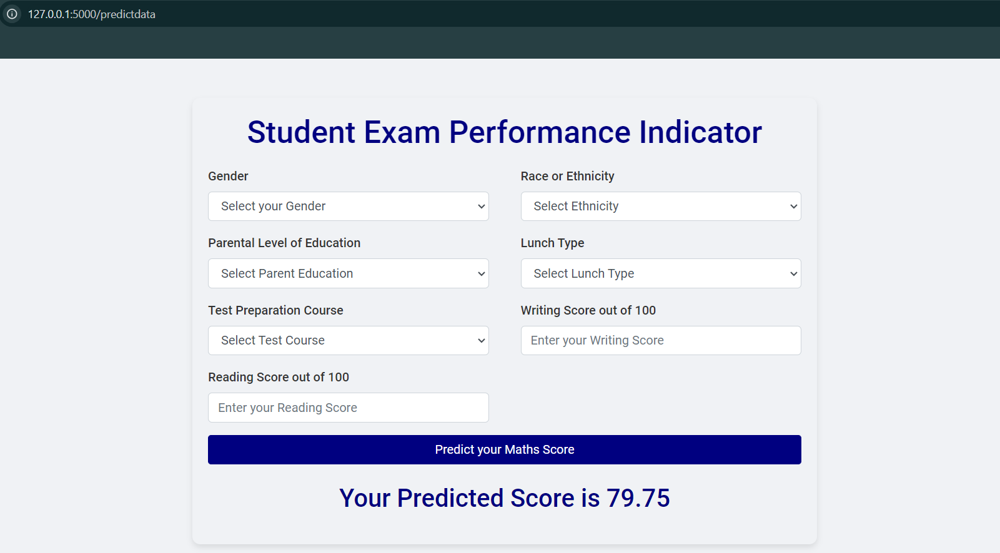 127.0.0.1:5000/predictdata
Student Exam Performance Indicator
Gender
Select your Gender
Race or Ethnicity
Select Ethnicity
Parental Level of Education
Select Parent Education
Lunch Type
Select Lunch Type
Test Preparation Course
Select Test Course
Writing Score out of 100
Enter your Writing Score
Reading Score out of 100
Enter your Reading Score
Predict your Maths Score
Your Predicted Score is 79.75